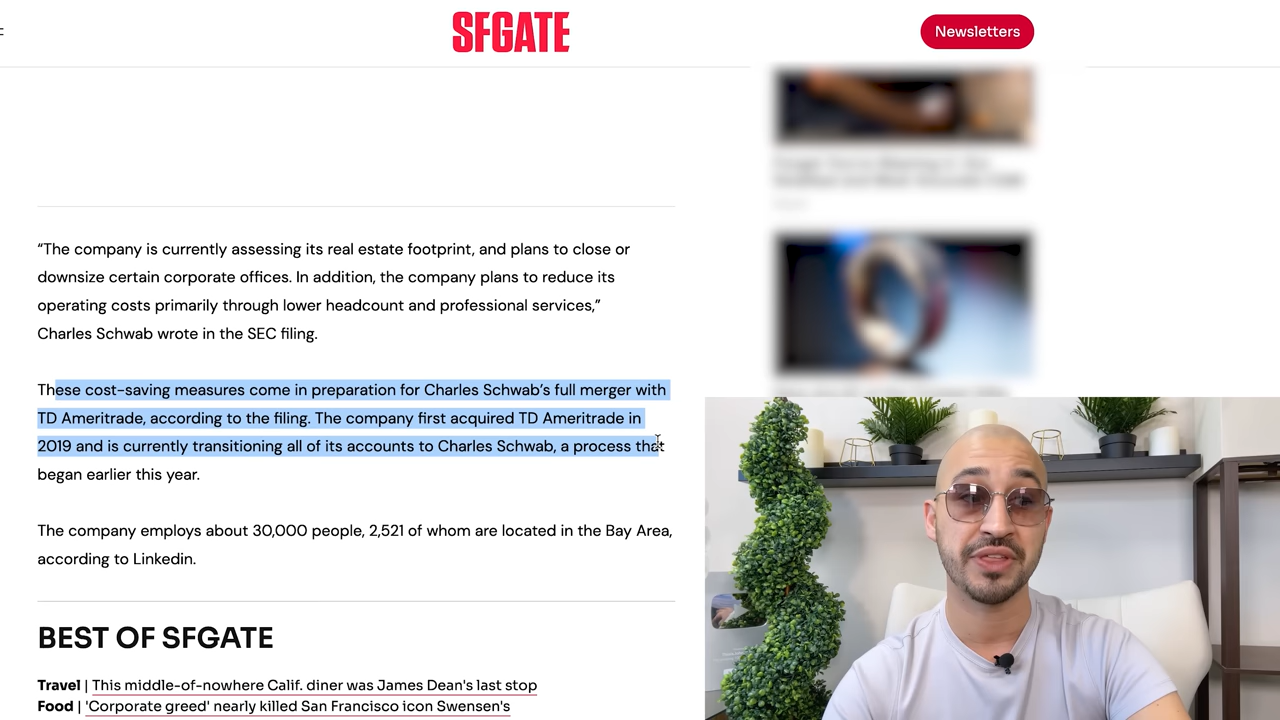 SFGATE
Newsletters
“The company is currently assessing its real estate footprint, and plans to close or
downsize certain corporate offices. In addition, the company plans to reduce its
operating costs primarily through lower headcount and professional services,”
Charles Schwab wrote in the SEC filing.
These cost-saving measures come in preparation for Charles Schwab’s full merger with
TD Ameritrade, according to the filing. The company first acquired TD Ameritrade in
2019 and is currently transitioning all of its accounts to Charles Schwab, a process that
began earlier this year.
The company employs about 30,000 people, 2,521 of whom are located in the Bay Area,
according to Linkedin.
BEST OF SFGATE
Travel | This middle-of-nowhere Calif. diner was James Dean's last stop
Food | 'Corporate greed' nearly killed San Francisco icon Swensen's